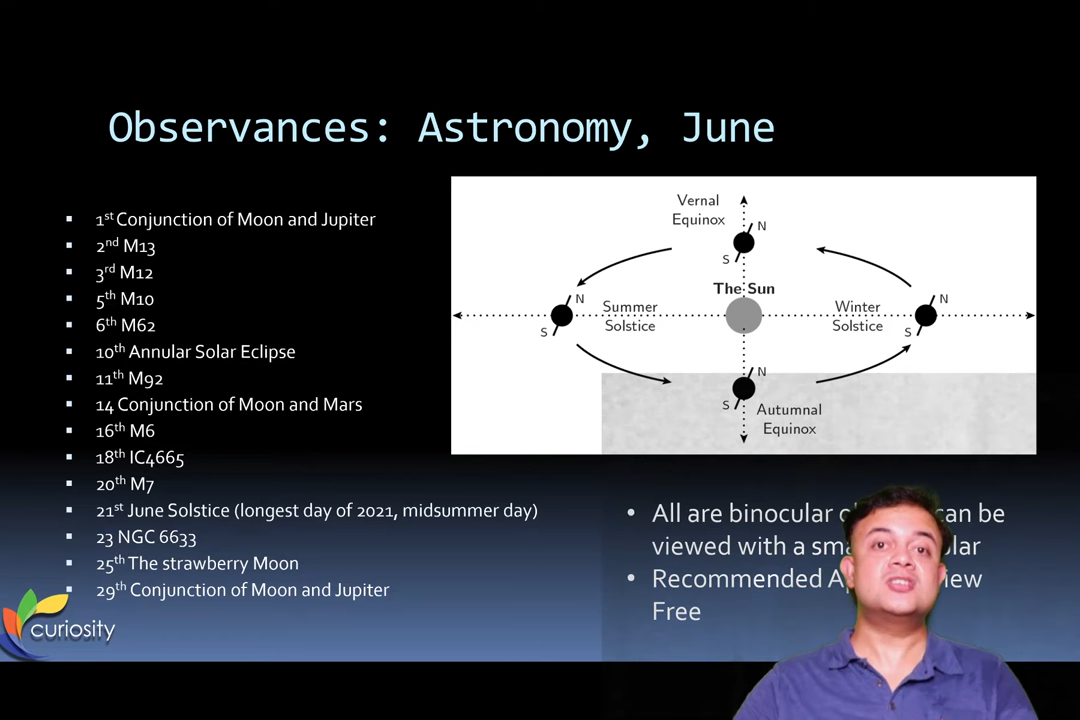 Observances: Astronomy, June
1st Conjunction of Moon and Jupiter
2nd M13
3rd M12
5th M10
6th M62
10th Annular Solar Eclipse
11th M92
14 Conjunction of Moon and Mars
16th M6
18th IC4665
20th M7
21st June Solstice (longest day of 2021, midsummer day)
23 NGC 6633
25th The strawberry Moon
29th Conjunction of Moon and Jupiter
Vernal
Equinox
N
S
The Sun
N
Summer
Solstice
S
Winter
Solstice
N
S
N
S
Autumnal
Equinox
All are binocular can be
viewed with a
Recommended
Free
curiosity